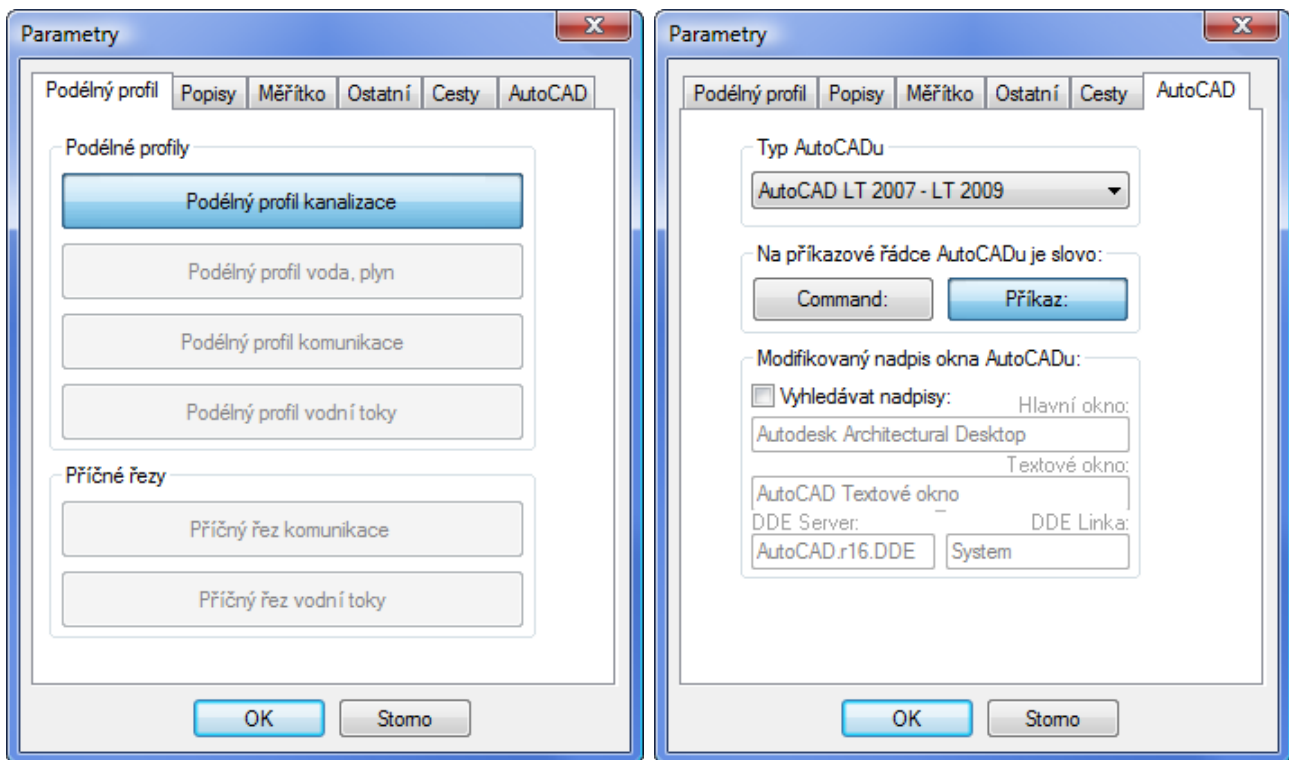 Parametry
Podélný profil Popisy Měřítko Ostatní Cesty AutoCAD
Podélné profily
Podélný profil kanalizace
Podélný profil voda, plyn
Podélný profil komunikace
Podélný profil vodní toky
Příčné řezy
Příčný řez komunikace
Příčný řez vodní toky
OK Storno
Parametry
Podélný profil Popisy Měřítko Ostatní Cesty AutoCAD
Typ AutoCADu
AutoCAD LT 2007 - LT 2009
Na příkazové řádce AutoCADu je slovo:
Command: Příkaz:
Modifikovaný nadpis okna AutoCADu:
Vyhledávat nadpisy: Hlavní okno:
Autodesk Architectural Desktop
Textové okno:
AutoCAD Textové okno
DDE Server: DDE Linka:
AutoCAD.r16.DDE System
OK Storno